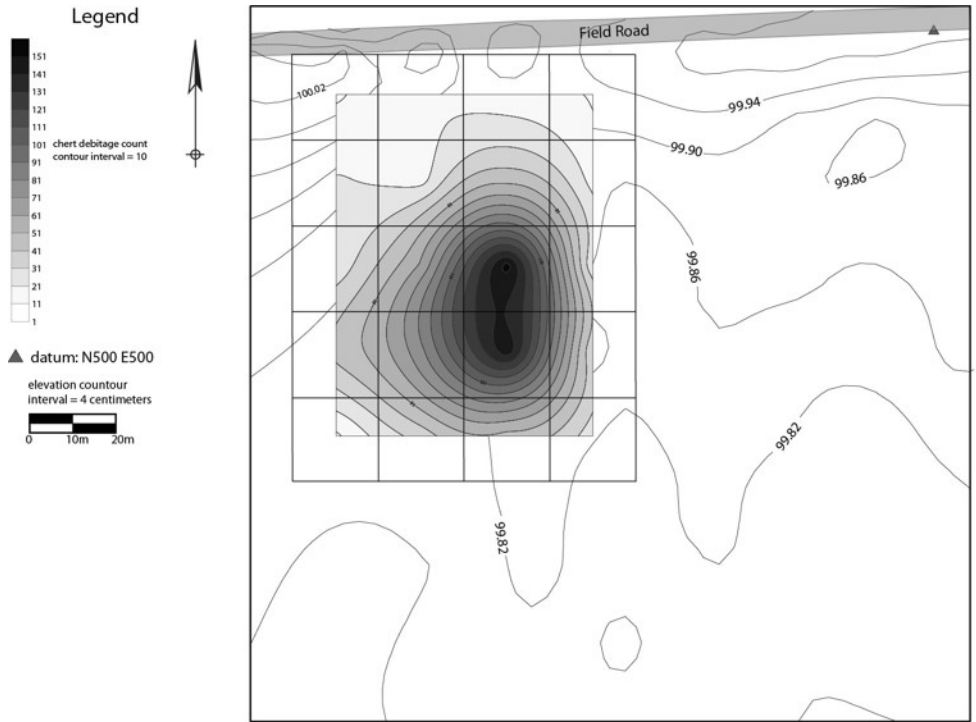 Legend
151
141
131
121
111
101
91
81
71
61
51
41
31
21
11
1
chert debitage count
contour interval = 10
datum: N500 E500
elevation countour
interval = 4 centimeters
0 10m 20m
Field Road
100.02
99.94
99.90
99.86
99.86
99.82
99.82